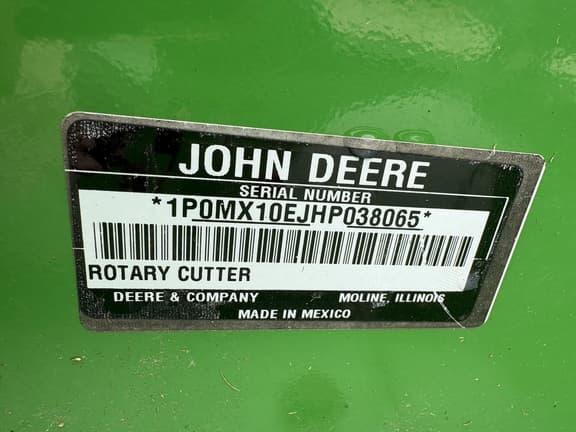 JOHN DEERE
SERIAL NUMBER
*1P0MX10EJHP038065*
ROTARY CUTTER
DEERE & COMPANY MOLINE, ILLINOIS
MADE IN MEXICO